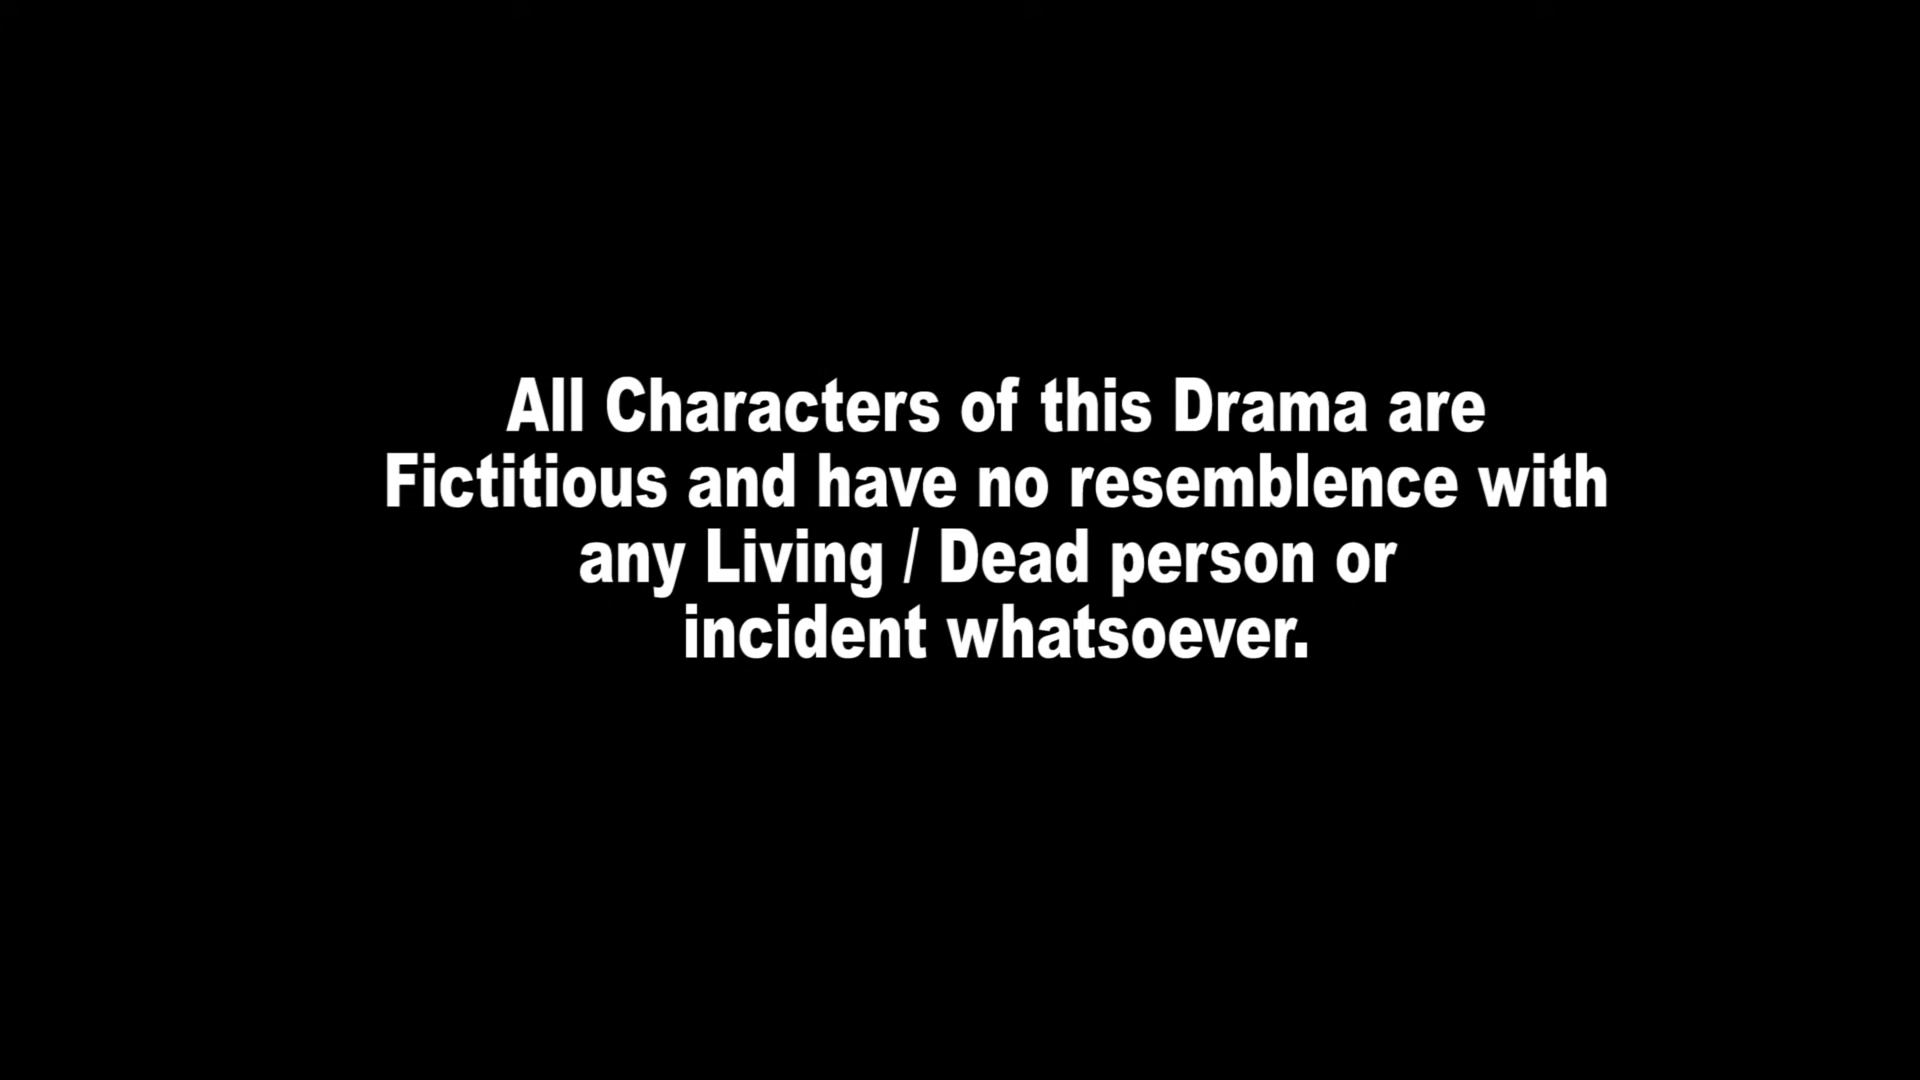 All Characters of this Drama are
Fictitious and have no resemblence with
any Living / Dead person or
incident whatsoever.